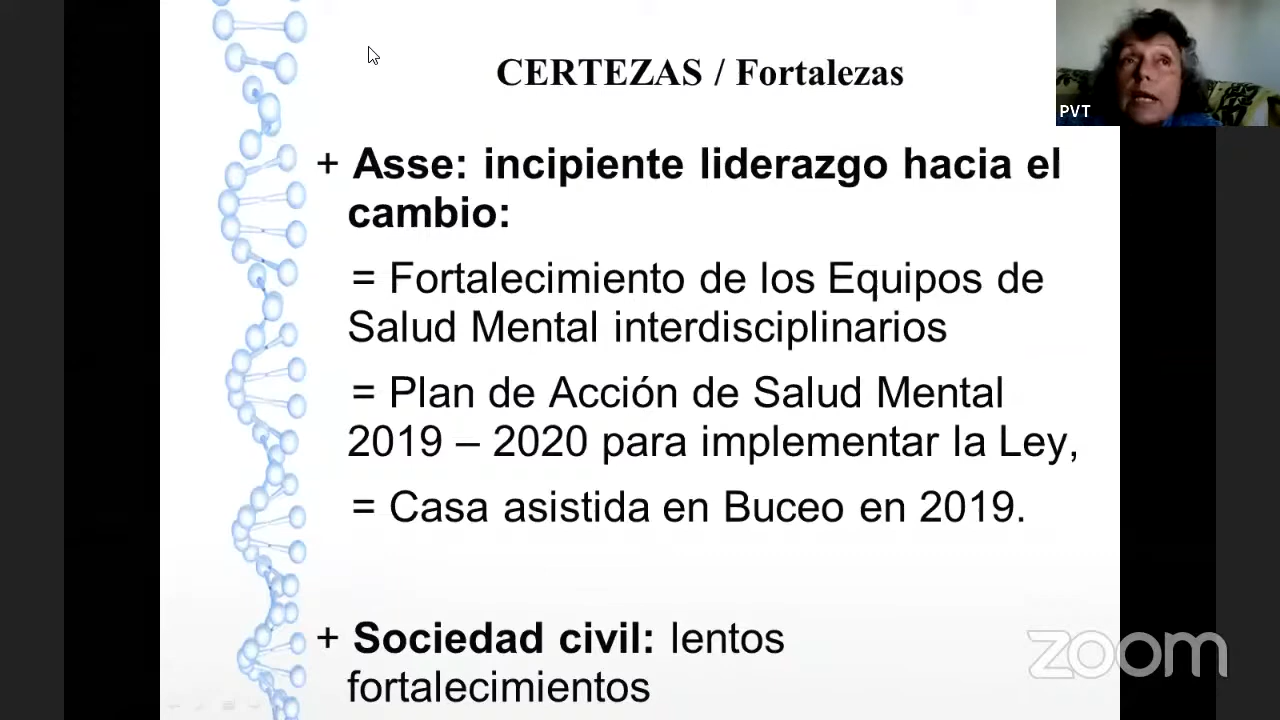 CERTEZAS / Fortalezas
PVT
+ Asse: incipiente liderazgo hacia el
cambio:
= Fortalecimiento de los Equipos de
Salud Mental interdisciplinarios
= Plan de Acción de Salud Mental
2019 – 2020 para implementar la Ley,
= Casa asistida en Buceo en 2019.
+ Sociedad civil: lentos
fortalecimientos
zoom